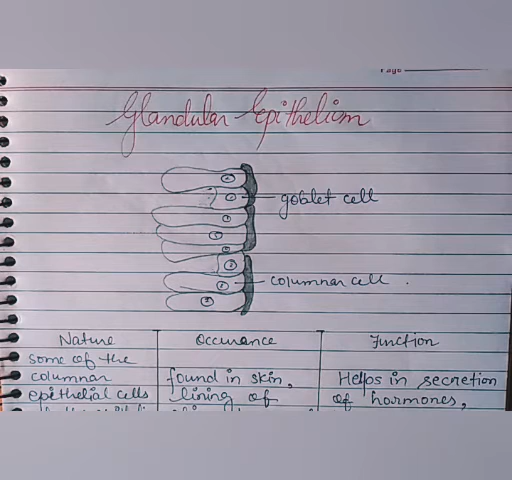 Page
Glandular Epithelium
goblet cell
columnar cell .
Nature
Occurance
Function
some of the
columnar
epithelial cells
found in skin,
lining of
Helps in secretion
of hormones,